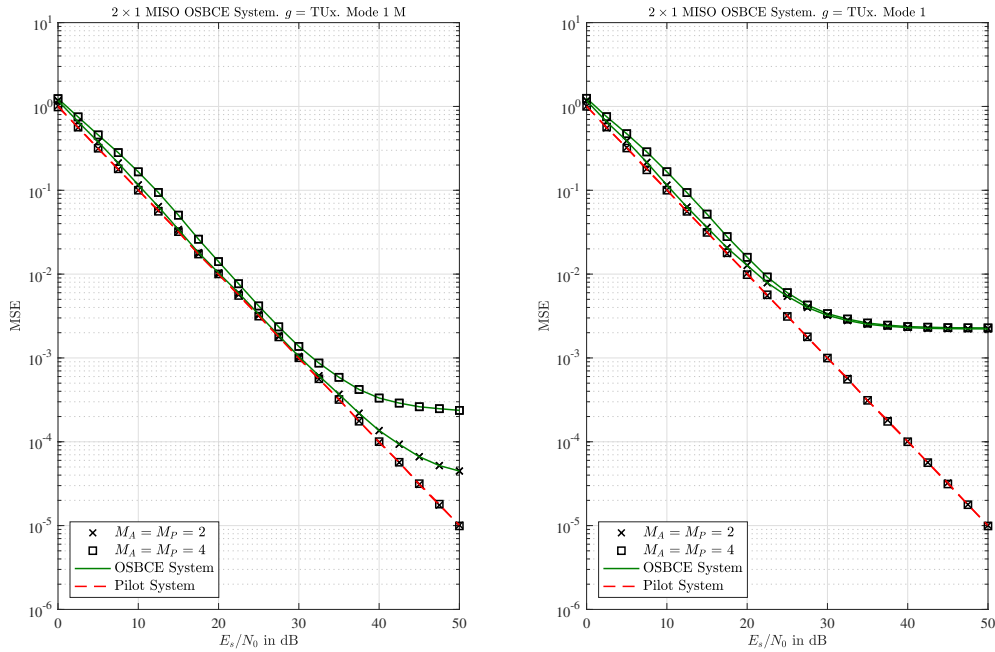 2 × 1 MISO OSBCE System. g = TUx. Mode 1 M
10^1
10^0
10^-1
10^-2
10^-3
10^-4
10^-5
10^-6
MSE
0 10 20 30 40 50
E_s/N_0 in dB
M_A = M_P = 2
M_A = M_P = 4
OSBCE System
Pilot System
2 × 1 MISO OSBCE System. g = TUx. Mode 1
10^1
10^0
10^-1
10^-2
10^-3
10^-4
10^-5
10^-6
MSE
0 10 20 30 40 50
E_s/N_0 in dB
M_A = M_P = 2
M_A = M_P = 4
OSBCE System
Pilot System